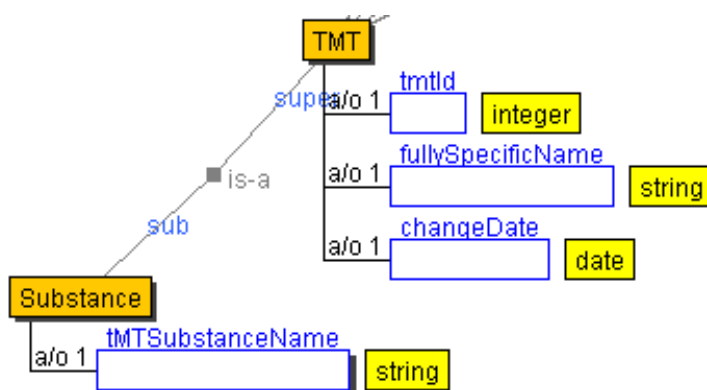 TMT
tmtId
super
a/o 1
integer
fullySpecificName
is-a
a/o 1
string
sub
changeDate
a/o 1
date
Substance
tMTSubstanceName
a/o 1
string